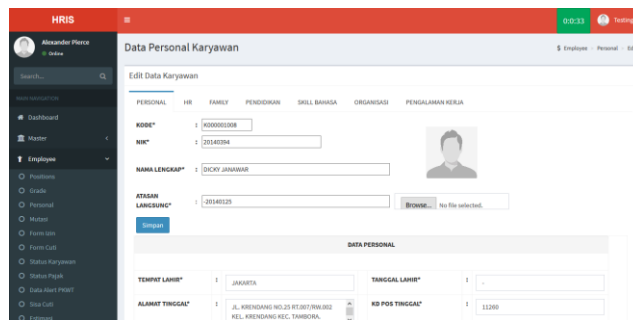 HRIS
0:0:33 Testing
Alexander Pierce
Online
Data Personal Karyawan
$ Employee Personal
Search...
Edit Data Karyawan
MAIN NAVIGATION
PERSONAL HR FAMILY PENDIDIKAN SKILL BAHASA ORGANISASI PENGALAMAN KERJA
Dashboard
KODE* : K000001008
Master
NIK* : 20140394
Employee
NAMA LENGKAP* : DICKY JANAWAR
Positions
Grade
Personal
ATASAN
LANGSUNG* : -20140125
Browse... No file selected.
Mutasi
Form Izin
Simpan
Form Cuti
DATA PERSONAL
Status Karyawan
Status Pajak
TEMPAT LAHIR* : JAKARTA
TANGGAL LAHIR* : -
Data Alert PKWT
Sisa Cuti
ALAMAT TINGGAL* : JL. KRENDANG NO.25 RT.007/RW.002
KEL. KRENDANG KEC. TAMBORA,
KD POS TINGGAL* : 11260